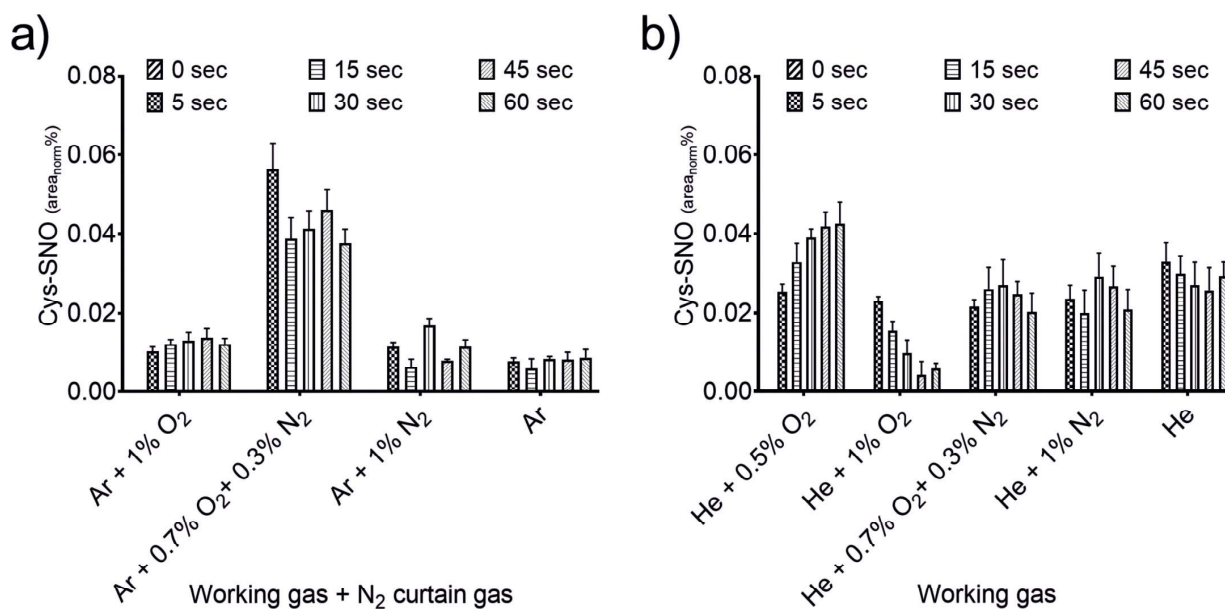 a)
0 sec 15 sec 45 sec
5 sec 30 sec 60 sec
0.08
0.06
0.04
0.02
0.00
Cys-SNO (area_norm%)
Ar + 1% O₂
Ar + 0.7% O₂+ 0.3% N₂
Ar + 1% N₂
Ar
Working gas + N₂ curtain gas
b)
0 sec 15 sec 45 sec
5 sec 30 sec 60 sec
0.08
0.06
0.04
0.02
0.00
Cys-SNO (area_norm%)
He + 0.5% O₂
He + 1% O₂
He + 0.7% O₂+ 0.3% N₂
He + 1% N₂
He
Working gas